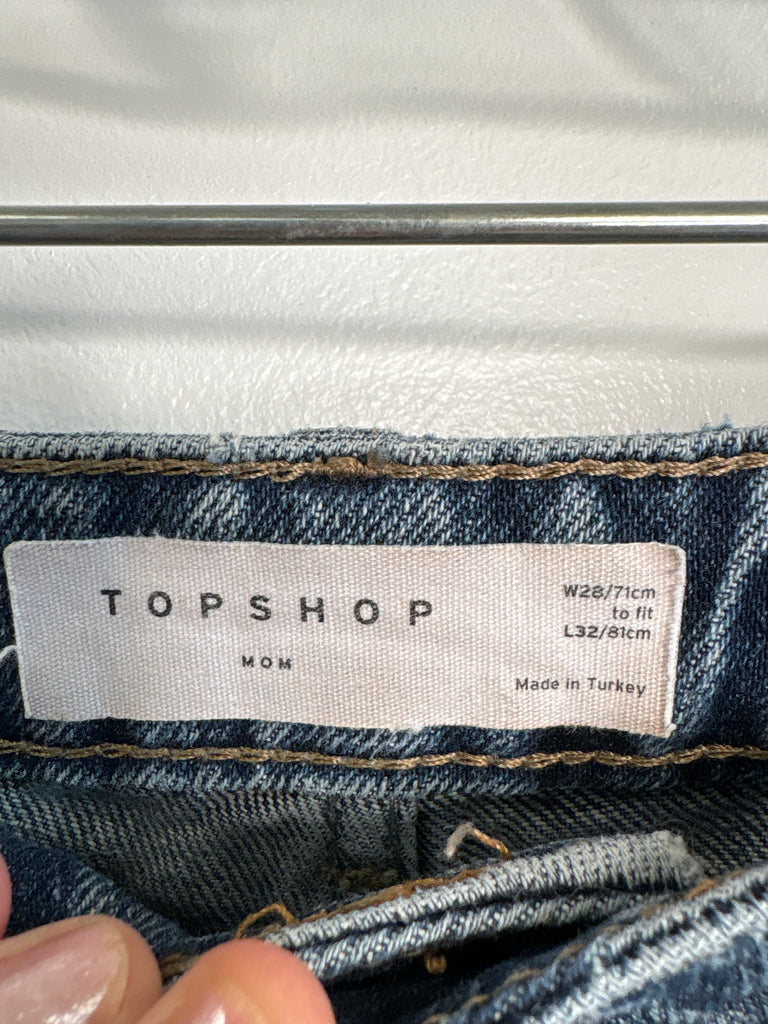 TOPSHOP
MOM
W28/71cm
to fit
L32/81cm
Made in Turkey